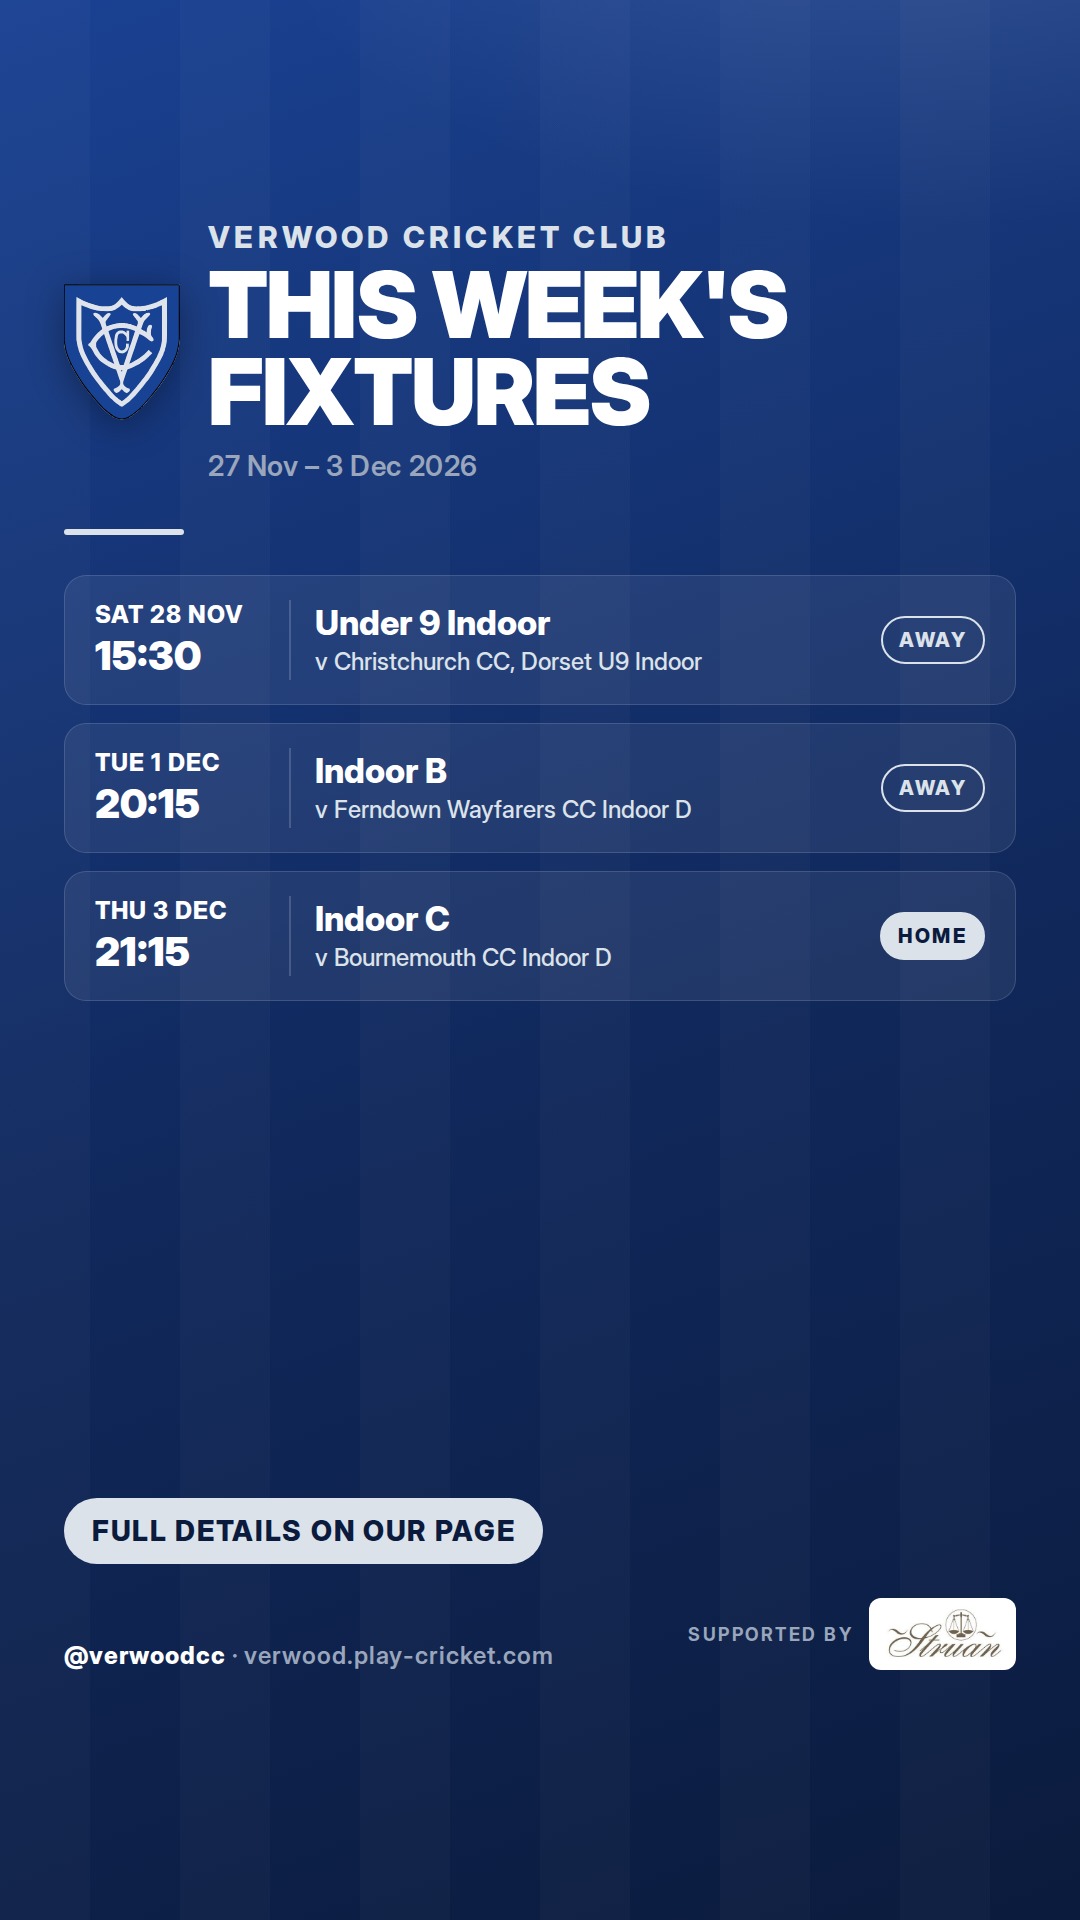 VERWOOD CRICKET CLUB
THIS WEEK'S
FIXTURES
27 Nov – 3 Dec 2026
SAT 28 NOV
15:30
Under 9 Indoor
v Christchurch CC, Dorset U9 Indoor
AWAY
TUE 1 DEC
20:15
Indoor B
v Ferndown Wayfarers CC Indoor D
AWAY
THU 3 DEC
21:15
Indoor C
v Bournemouth CC Indoor D
HOME
FULL DETAILS ON OUR PAGE
@verwoodcc · verwood.play-cricket.com
SUPPORTED BY
Struan